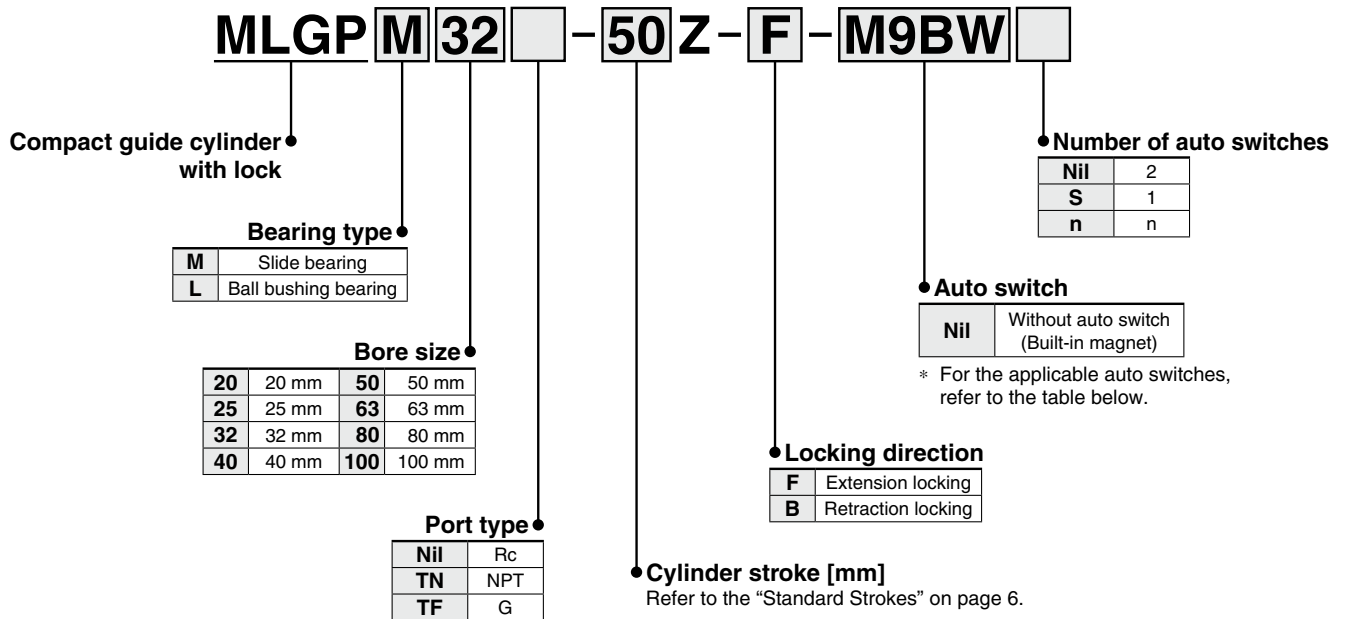 MLGP M 32 – 50 Z – F – M9BW
Compact guide cylinder
with lock
Bearing type
M Slide bearing
L Ball bushing bearing
Bore size
20 20 mm 50 50 mm
25 25 mm 63 63 mm
32 32 mm 80 80 mm
40 40 mm 100 100 mm
Port type
Nil Rc
TN NPT
TF G
Cylinder stroke [mm]
Refer to the “Standard Strokes” on page 6.
Locking direction
F Extension locking
B Retraction locking
Auto switch
Nil Without auto switch
(Built-in magnet)
* For the applicable auto switches,
refer to the table below.
Number of auto switches
Nil 2
S 1
n n